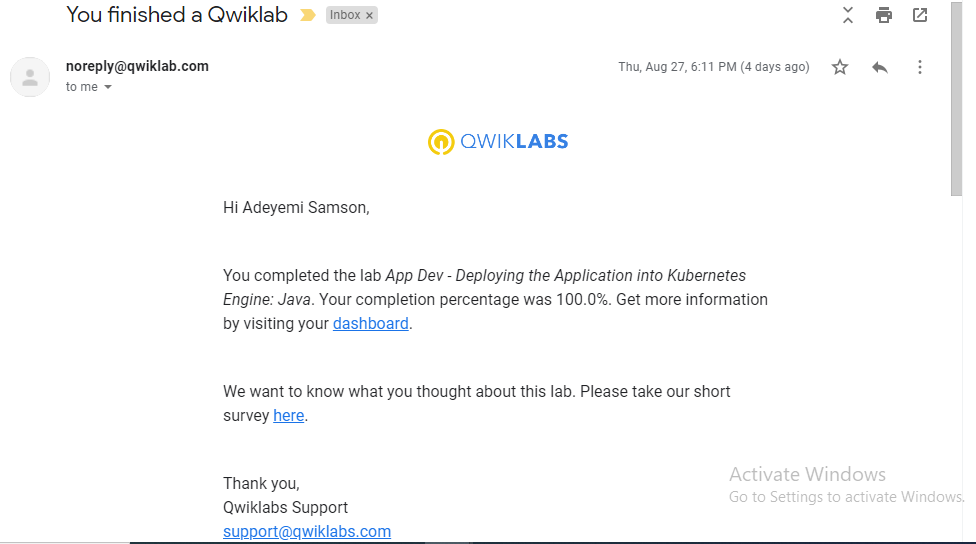 You finished a Qwiklab
Inbox x
noreply@qwiklab.com
Thu, Aug 27, 6:11 PM (4 days ago)
to me
QWIKLABS
Hi Adeyemi Samson,
You completed the lab App Dev - Deploying the Application into Kubernetes
Engine: Java. Your completion percentage was 100.0%. Get more information
by visiting your dashboard.
We want to know what you thought about this lab. Please take our short
survey here.
Thank you,
Qwiklabs Support
support@qwiklabs.com
Activate Windows
Go to Settings to activate Windows.